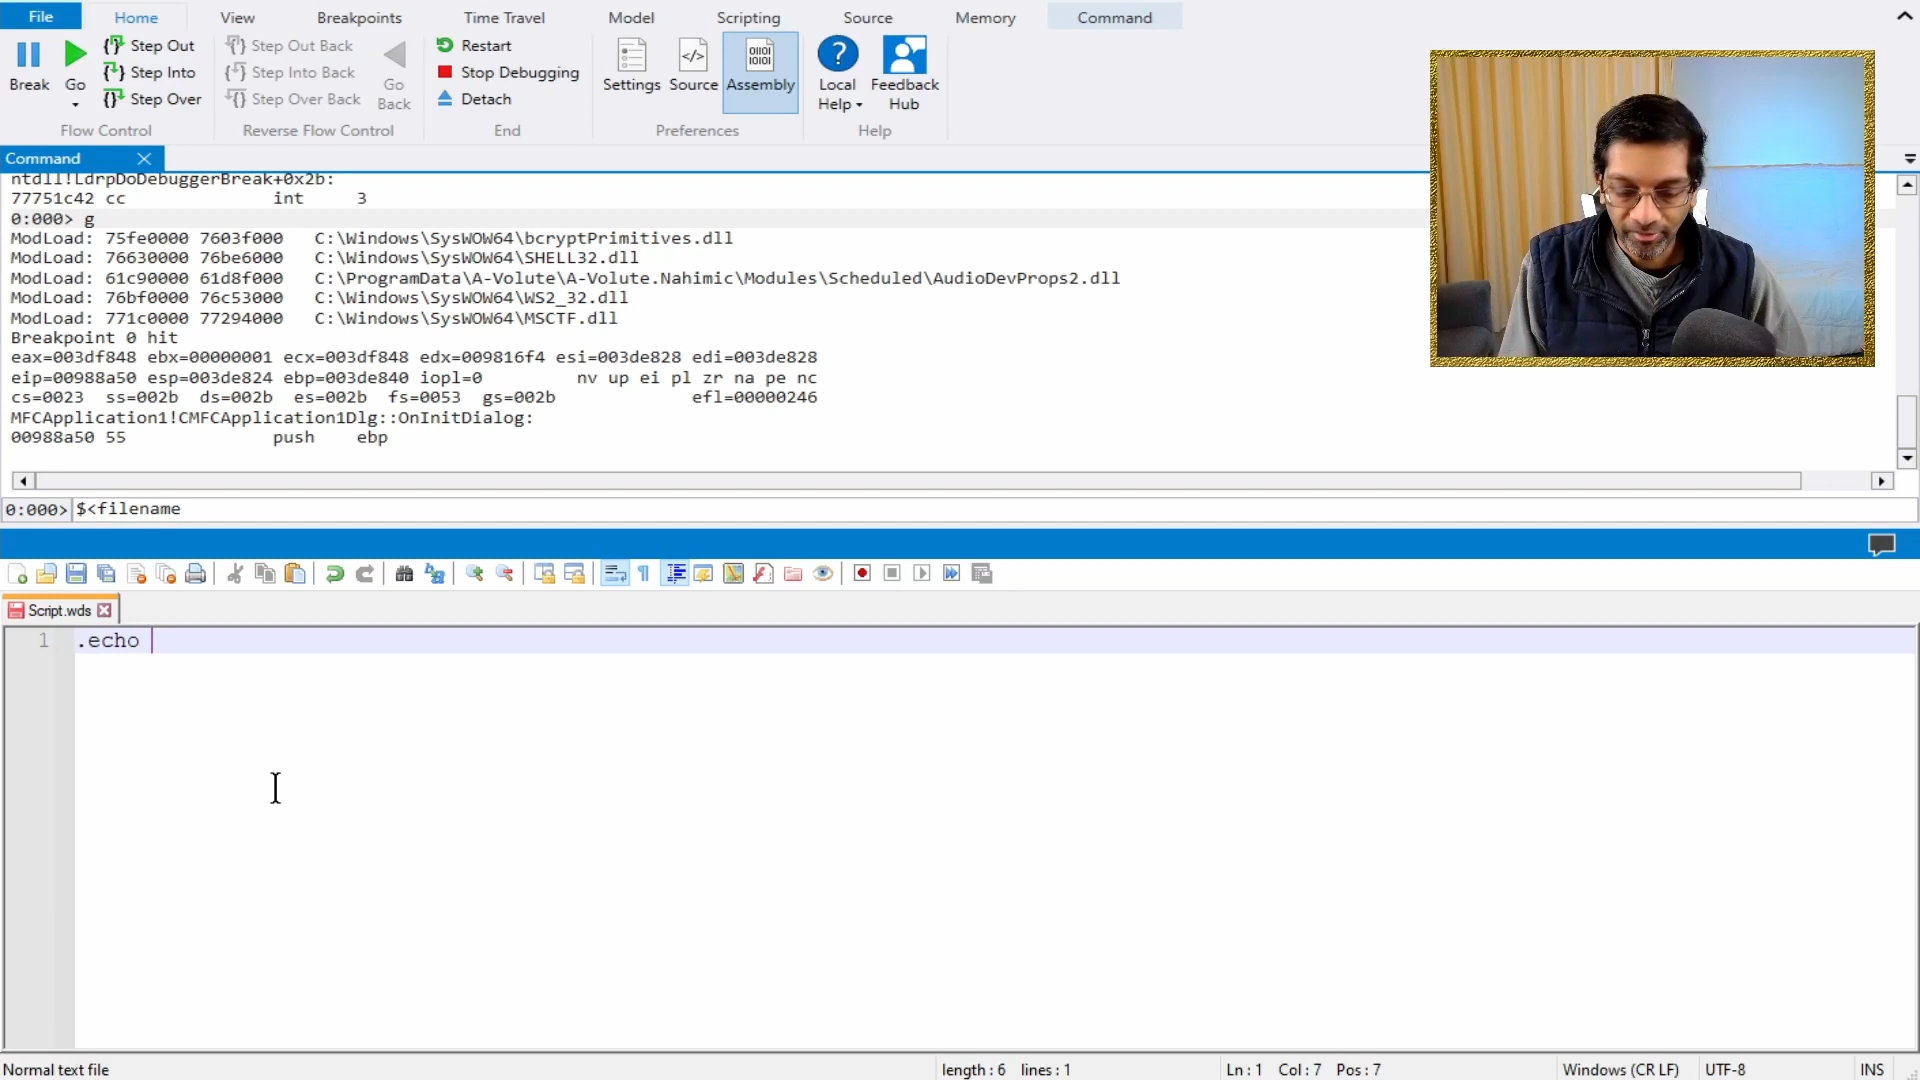 File Home View Breakpoints Time Travel Model Scripting Source Memory Command
Break
Go
Step Out
Step Into
Step Over
Flow Control
Step Out Back
Step Into Back
Step Over Back
Go Back
Reverse Flow Control
Restart
Stop Debugging
Detach
End
Settings
Source
Assembly
Preferences
Local Help
Feedback Hub
Help
Command
ntdll!LdrpDoDebuggerBreak+0x2b:
77751c42 cc              int     3
0:000> g
ModLoad: 75fe0000 7603f000   C:\Windows\SysWOW64\bcryptPrimitives.dll
ModLoad: 76630000 76be6000   C:\Windows\SysWOW64\SHELL32.dll
ModLoad: 61c90000 61d8f000   C:\ProgramData\A-Volute\A-Volute.Nahimic\Modules\Scheduled\AudioDevProps2.dll
ModLoad: 76bf0000 76c53000   C:\Windows\SysWOW64\WS2_32.dll
ModLoad: 771c0000 77294000   C:\Windows\SysWOW64\MSCTF.dll
Breakpoint 0 hit
eax=003df848 ebx=00000001 ecx=003df848 edx=009816f4 esi=003de828 edi=003de828
eip=00988a50 esp=003de824 ebp=003de840 iopl=0         nv up ei pl zr na pe nc
cs=0023  ss=002b  ds=002b  es=002b  fs=0053  gs=002b             efl=00000246
MFCApplication1!CMFCApplication1Dlg::OnInitDialog:
00988a50 55              push    ebp
0:000> $<filename
Script.wds
1 .echo
Normal text file length : 6 lines : 1 Ln : 1 Col : 7 Pos : 7 Windows (CR LF) UTF-8 INS